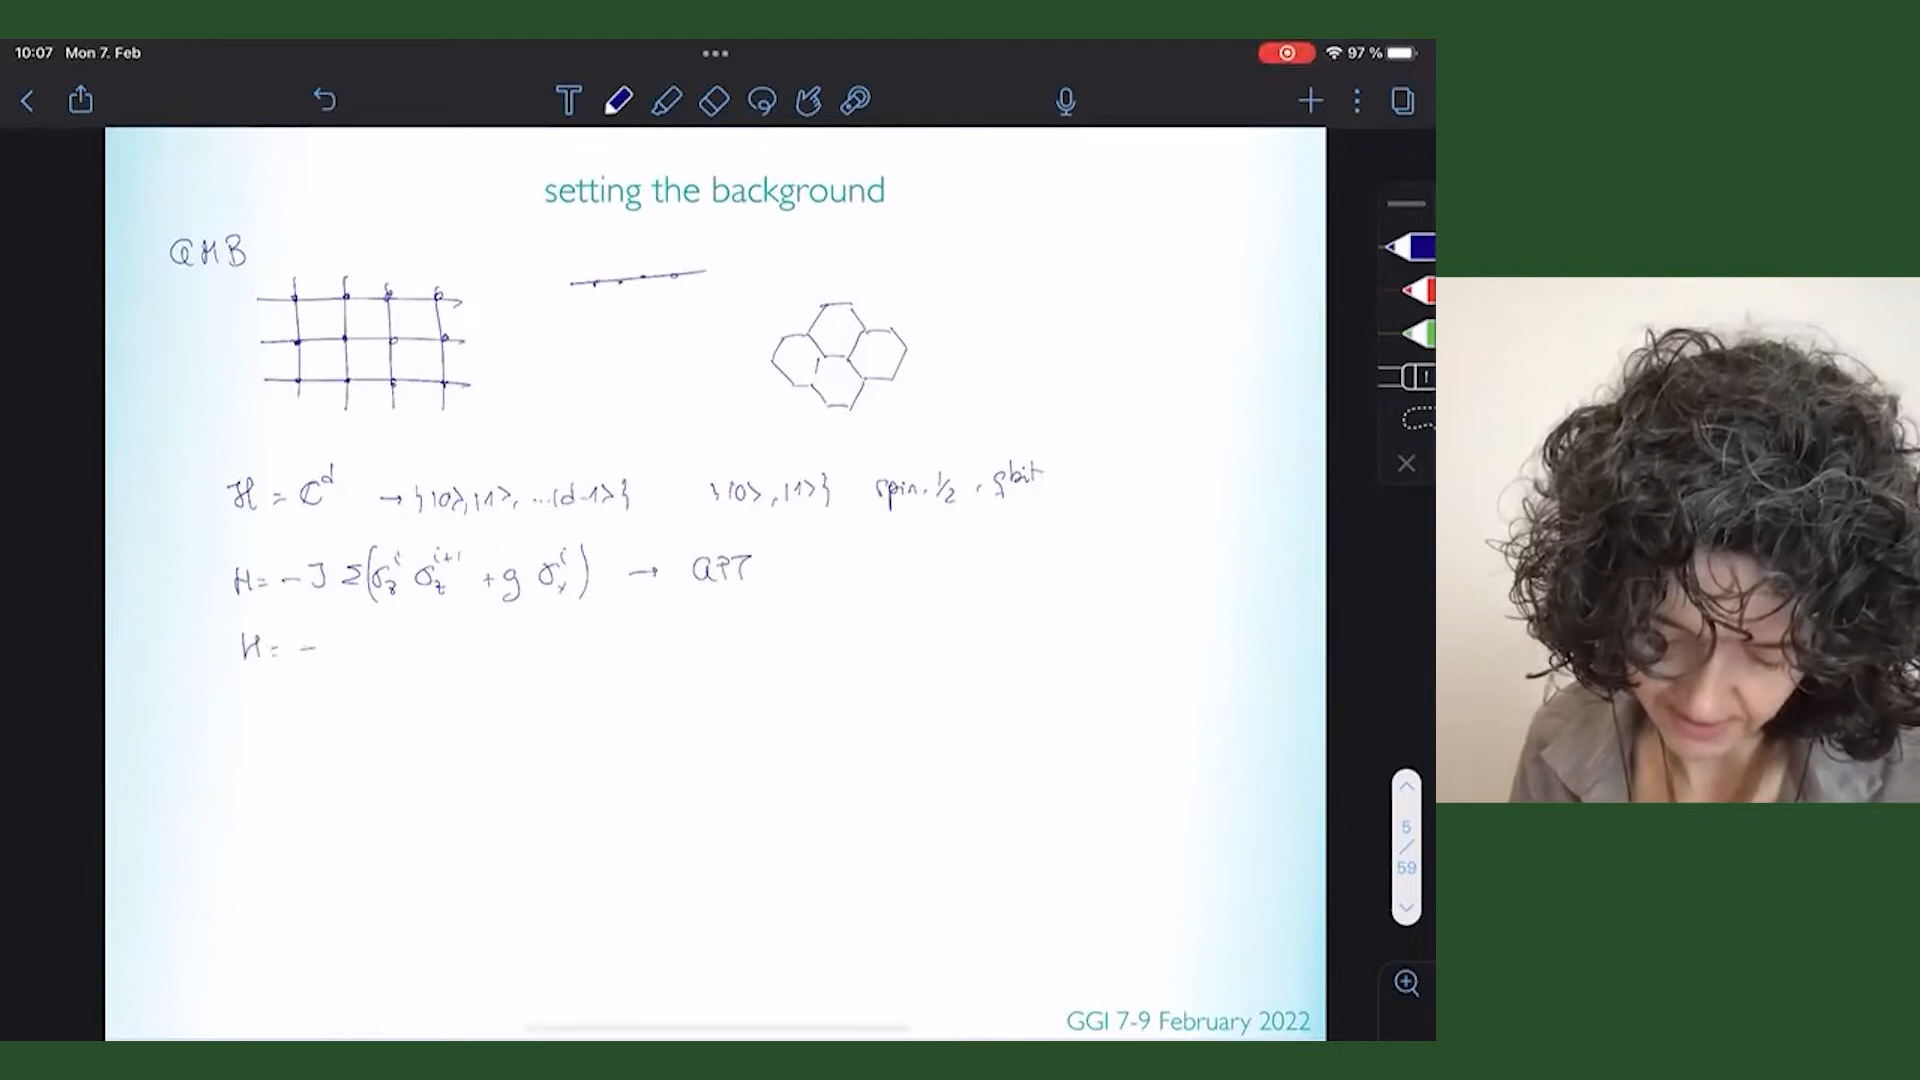 10:07 Mon 7. Feb
97 %
setting the background
QMB
ℋ = ℂ^d → {|0>,|1>, ...|d-1>} {|0>, |1>} spin-1/2, qbit
H = - J Σ(σ_z^i σ_z^{i+1} + g σ_x^i) → QPT
H = -
5
/
59
GGI 7-9 February 2022